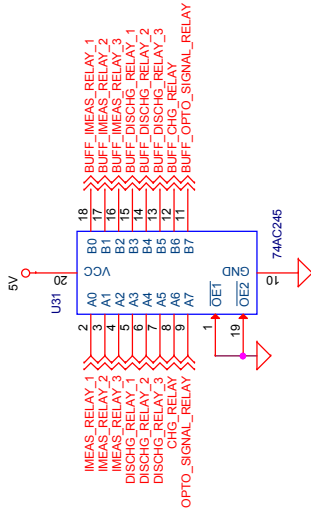 5V
U31
20
VCC
2 A0 B0 18
3 A1 B1 17
4 A2 B2 16
5 A3 B3 15
6 A4 B4 14
7 A5 B5 13
8 A6 B6 12
9 A7 B7 11
IMEAS_RELAY_1
IMEAS_RELAY_2
IMEAS_RELAY_3
DISCHG_RELAY_1
DISCHG_RELAY_2
DISCHG_RELAY_3
CHG_RELAY
OPTO_SIGNAL_RELAY
BUFF_IMEAS_RELAY_1
BUFF_IMEAS_RELAY_2
BUFF_IMEAS_RELAY_3
BUFF_DISCHG_RELAY_1
BUFF_DISCHG_RELAY_2
BUFF_DISCHG_RELAY_3
BUFF_CHG_RELAY
BUFF_OPTO_SIGNAL_RELAY
1 OE1
19 OE2
GND
10
74AC245